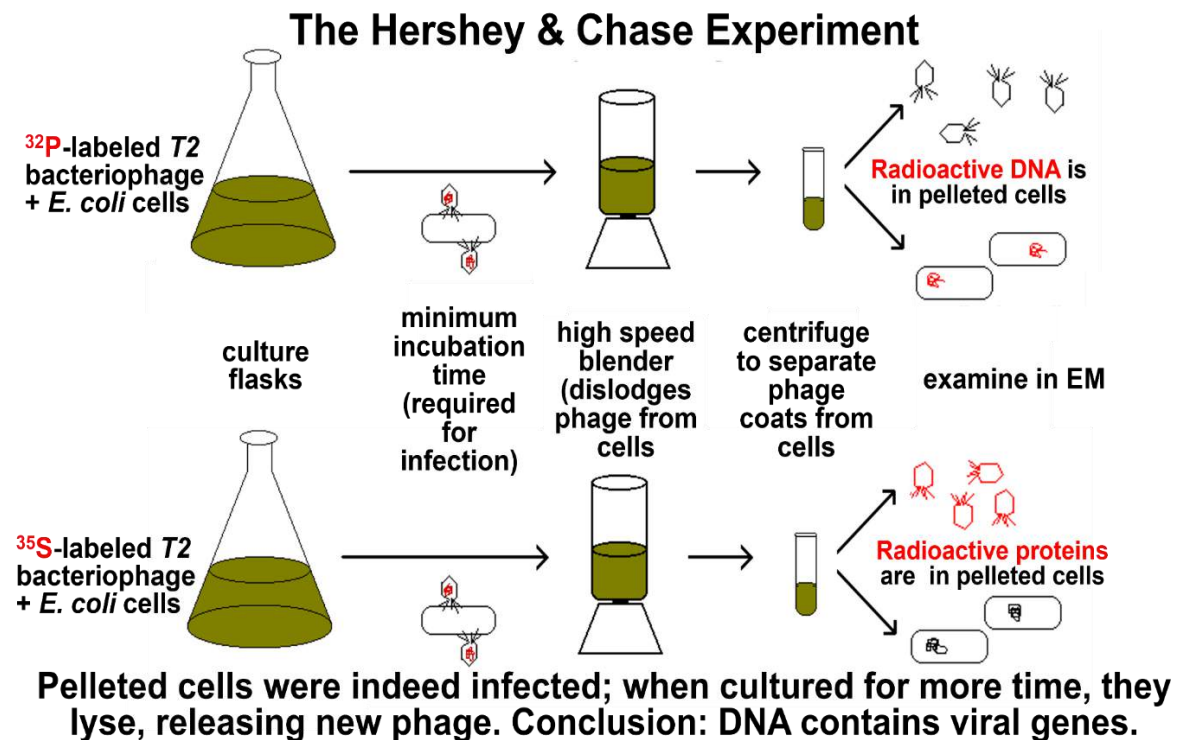 The Hershey & Chase Experiment
³²P-labeled T2
bacteriophage
+ E. coli cells
Radioactive DNA is
in pelleted cells
culture
flasks
minimum
incubation
time
(required
for
infection)
high speed
blender
(dislodges
phage from
cells
centrifuge
to separate
phage
coats from
cells
examine in EM
³⁵S-labeled T2
bacteriophage
+ E. coli cells
Radioactive proteins
are in pelleted cells
Pelleted cells were indeed infected; when cultured for more time, they
lyse, releasing new phage. Conclusion: DNA contains viral genes.